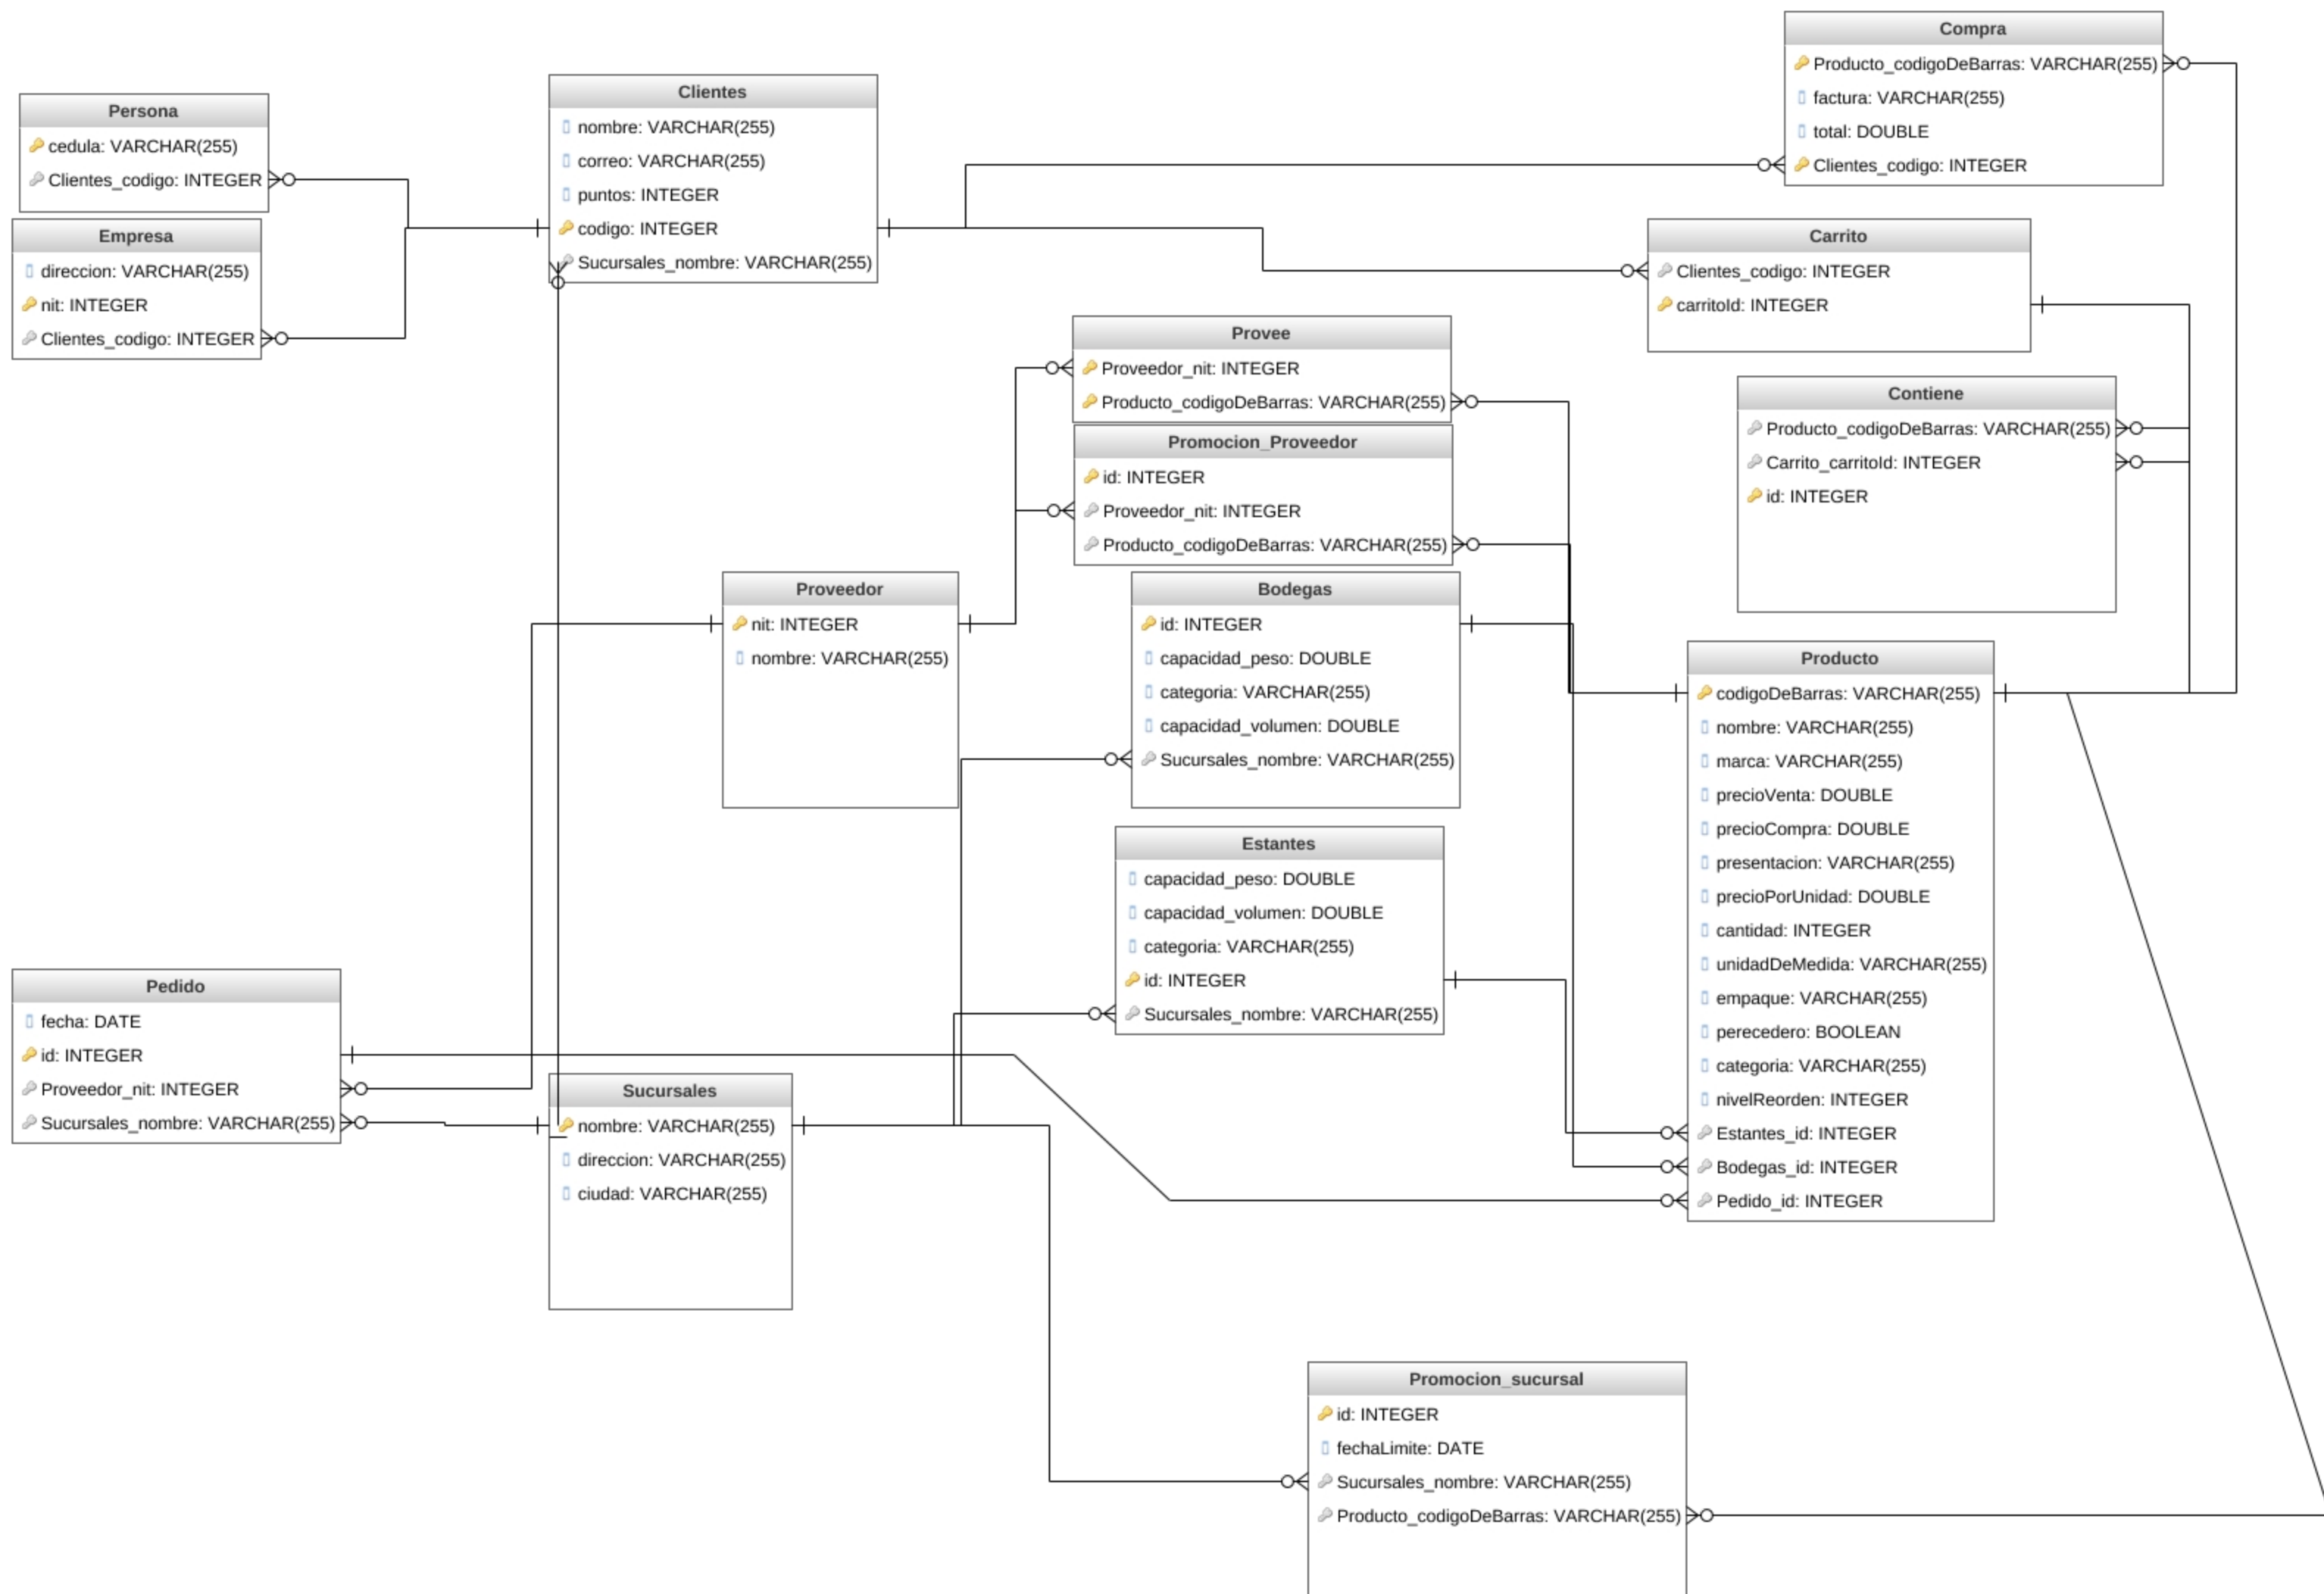 Persona
cedula: VARCHAR(255)
Clientes_codigo: INTEGER
Empresa
direccion: VARCHAR(255)
nit: INTEGER
Clientes_codigo: INTEGER
Clientes
nombre: VARCHAR(255)
correo: VARCHAR(255)
puntos: INTEGER
codigo: INTEGER
Sucursales_nombre: VARCHAR(255)
Compra
Producto_codigoDeBarras: VARCHAR(255)
factura: VARCHAR(255)
total: DOUBLE
Clientes_codigo: INTEGER
Carrito
Clientes_codigo: INTEGER
carritoId: INTEGER
Provee
Proveedor_nit: INTEGER
Producto_codigoDeBarras: VARCHAR(255)
Promocion_Proveedor
id: INTEGER
Proveedor_nit: INTEGER
Producto_codigoDeBarras: VARCHAR(255)
Contiene
Producto_codigoDeBarras: VARCHAR(255)
Carrito_carritoId: INTEGER
id: INTEGER
Proveedor
nit: INTEGER
nombre: VARCHAR(255)
Bodegas
id: INTEGER
capacidad_peso: DOUBLE
categoria: VARCHAR(255)
capacidad_volumen: DOUBLE
Sucursales_nombre: VARCHAR(255)
Estantes
capacidad_peso: DOUBLE
capacidad_volumen: DOUBLE
categoria: VARCHAR(255)
id: INTEGER
Sucursales_nombre: VARCHAR(255)
Producto
codigoDeBarras: VARCHAR(255)
nombre: VARCHAR(255)
marca: VARCHAR(255)
precioVenta: DOUBLE
precioCompra: DOUBLE
presentacion: VARCHAR(255)
precioPorUnidad: DOUBLE
cantidad: INTEGER
unidadDeMedida: VARCHAR(255)
empaque: VARCHAR(255)
perecedero: BOOLEAN
categoria: VARCHAR(255)
nivelReorden: INTEGER
Estantes_id: INTEGER
Bodegas_id: INTEGER
Pedido_id: INTEGER
Pedido
fecha: DATE
id: INTEGER
Proveedor_nit: INTEGER
Sucursales_nombre: VARCHAR(255)
Sucursales
nombre: VARCHAR(255)
direccion: VARCHAR(255)
ciudad: VARCHAR(255)
Promocion_sucursal
id: INTEGER
fechaLimite: DATE
Sucursales_nombre: VARCHAR(255)
Producto_codigoDeBarras: VARCHAR(255)